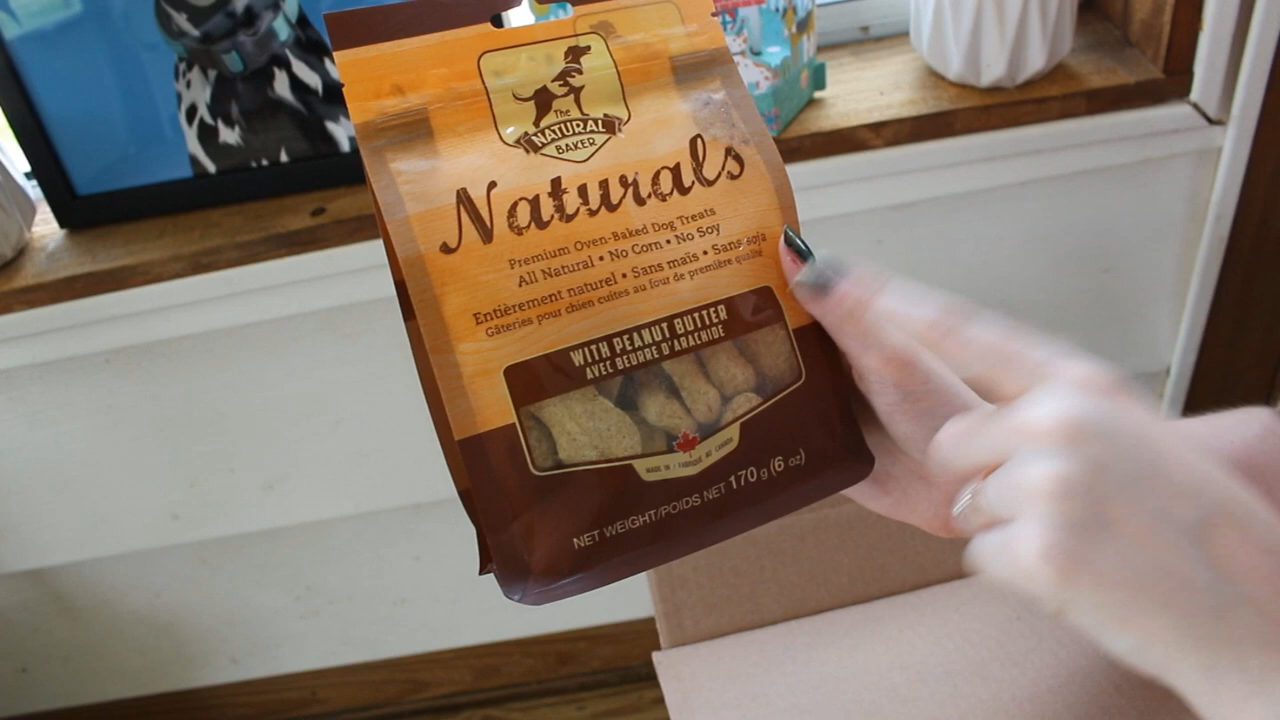 The
NATURAL
BAKER
Naturals
Premium Oven-Baked Dog Treats
All Natural • No Corn • No Soy
Entièrement naturel • Sans maïs • Sans soja
Gâteries pour chien cuites au four de première qualité
WITH PEANUT BUTTER
AVEC BEURRE D'ARACHIDE
MADE IN / FABRIQUÉ AU CANADA
NET WEIGHT/POIDS NET 170 g (6 oz)